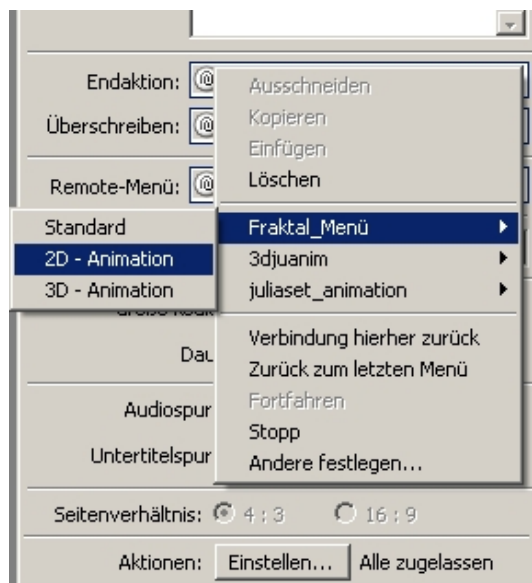 Endaktion: @
Überschreiben: @
Remote-Menü: @
Ausschneiden
Kopieren
Einfügen
Löschen
Fraktal_Menü
3djuanim
juliaset_animation
Standard
2D - Animation
3D - Animation
Verbindung hierher zurück
Zurück zum letzten Menü
Fortfahren
Stopp
Andere festlegen...
Audiospur
Untertitelspur
Seitenverhältnis: 4 : 3 16 : 9
Aktionen: Einstellen... Alle zugelassen